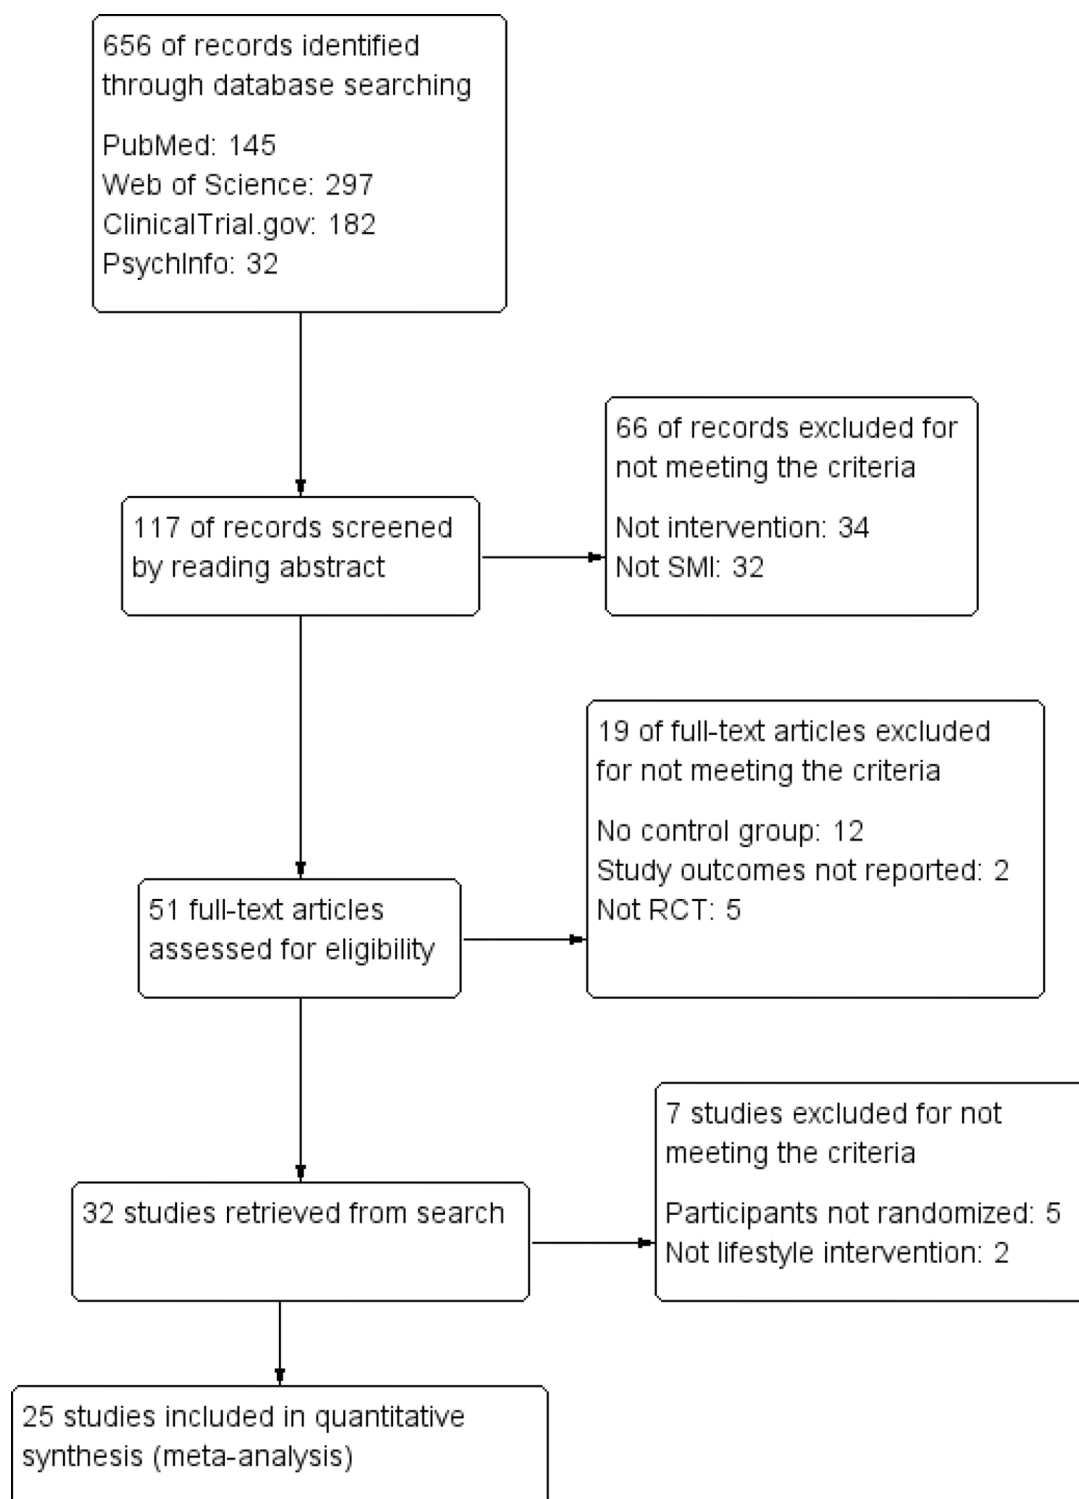 656 of records identified
through database searching
PubMed: 145
Web of Science: 297
ClinicalTrial.gov: 182
PsychInfo: 32
66 of records excluded for
not meeting the criteria
Not intervention: 34
Not SMI: 32
117 of records screened
by reading abstract
19 of full-text articles excluded
for not meeting the criteria
No control group: 12
Study outcomes not reported: 2
Not RCT: 5
51 full-text articles
assessed for eligibility
7 studies excluded for not
meeting the criteria
Participants not randomized: 5
Not lifestyle intervention: 2
32 studies retrieved from search
25 studies included in quantitative
synthesis (meta-analysis)